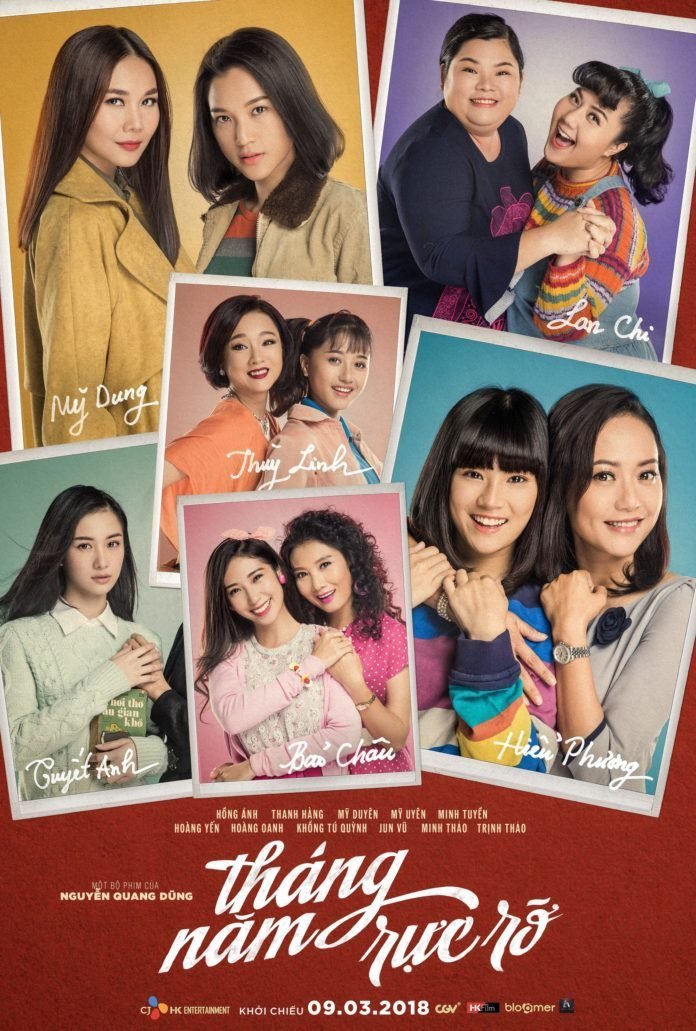 Mỹ Dung
Lan Chi
Thuỳ Linh
Tuyết Anh
Bảo Châu
Hiểu Phương
HỒNG ÁNH THANH HẰNG MỸ DUYÊN MỸ UYÊN MINH TUYỀN
HOÀNG YẾN HOÀNG OANH KHỔNG TÚ QUỲNH JUN VŨ MINH THẢO TRỊNH THẢO
MỘT BỘ PHIM CỦA
NGUYỄN QUANG DŨNG
tháng
năm rực rỡ
CJ HK ENTERTAINMENT KHỞI CHIẾU 09.03.2018 CGV HKfilm bloomer